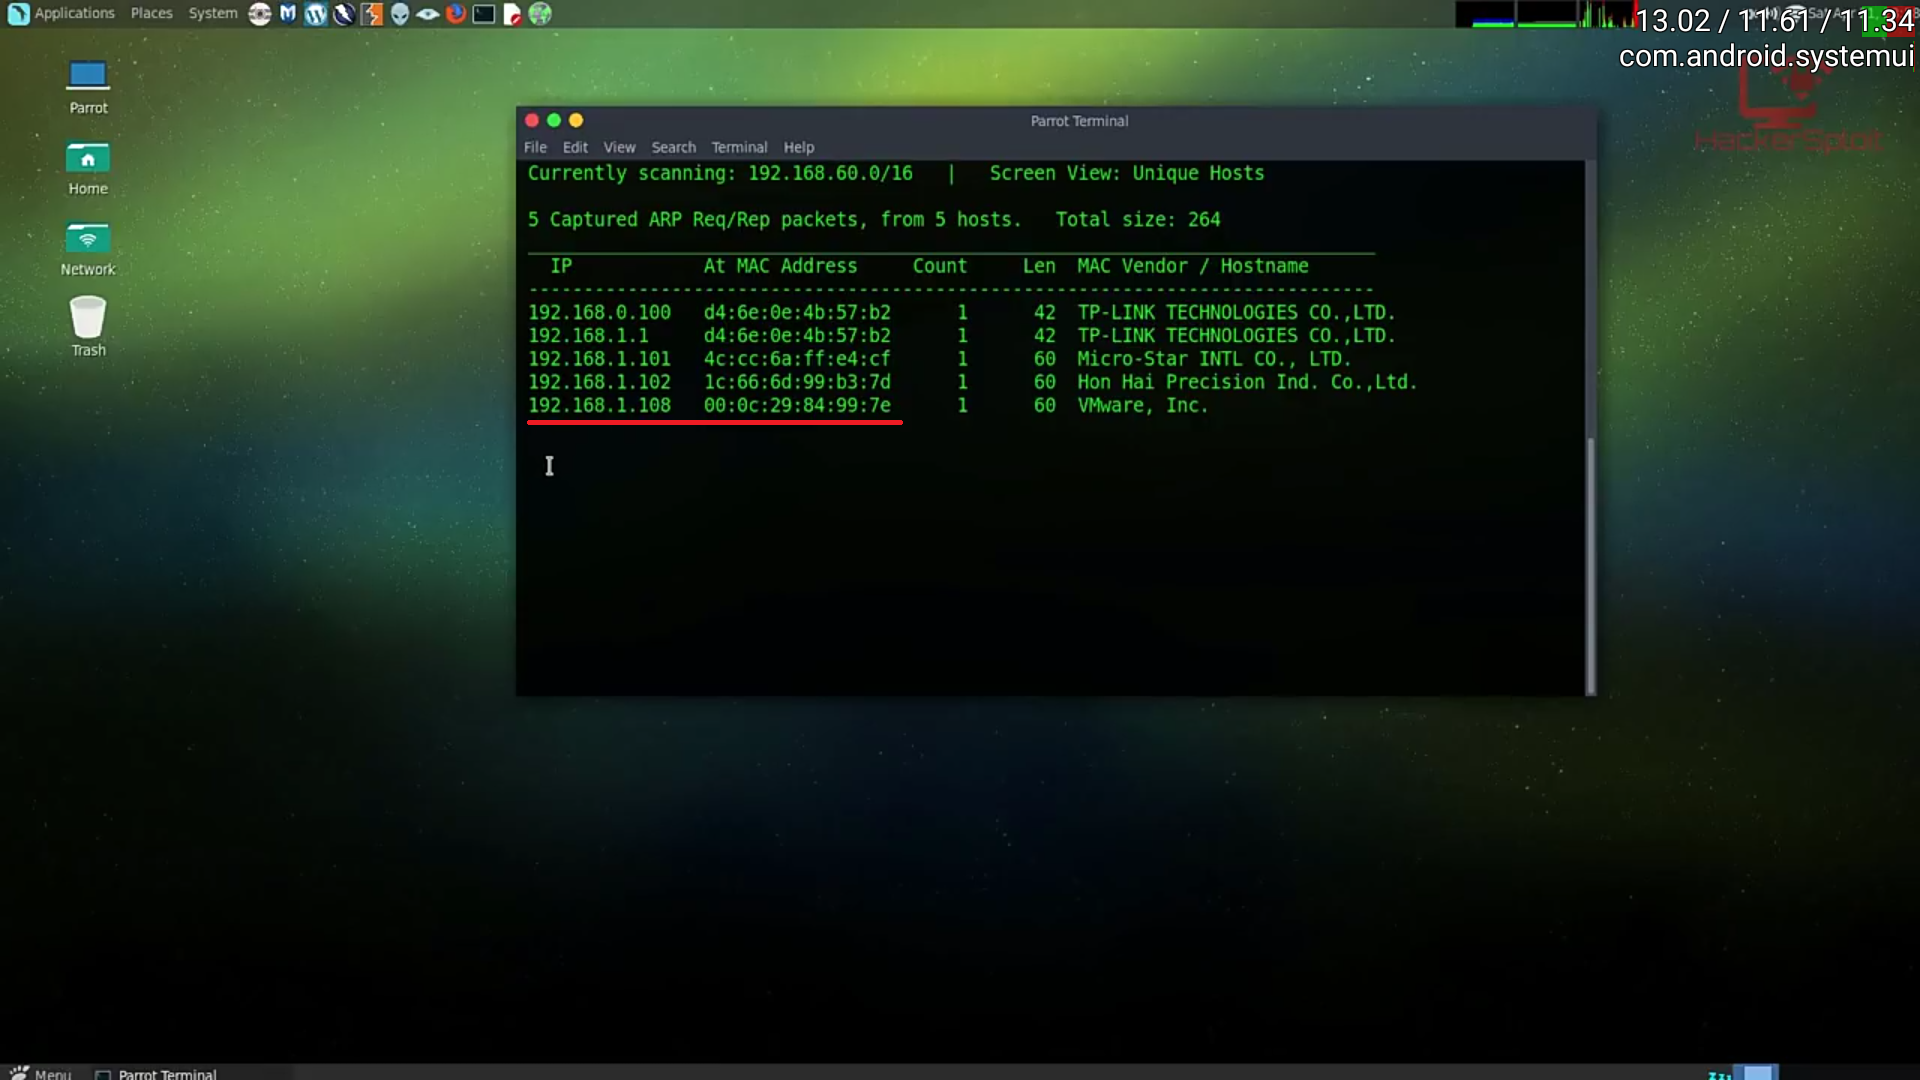 Applications Places System
13.02 / 11.61 / 11.34
com.android.systemui
HackerSploit
Parrot
Home
Network
Trash
Parrot Terminal
File Edit View Search Terminal Help
Currently scanning: 192.168.60.0/16 | Screen View: Unique Hosts
5 Captured ARP Req/Rep packets, from 5 hosts. Total size: 264
IP At MAC Address Count Len MAC Vendor / Hostname
192.168.0.100 d4:6e:0e:4b:57:b2 1 42 TP-LINK TECHNOLOGIES CO.,LTD.
192.168.1.1 d4:6e:0e:4b:57:b2 1 42 TP-LINK TECHNOLOGIES CO.,LTD.
192.168.1.101 4c:cc:6a:ff:e4:cf 1 60 Micro-Star INTL CO., LTD.
192.168.1.102 1c:66:6d:99:b3:7d 1 60 Hon Hai Precision Ind. Co.,Ltd.
192.168.1.108 00:0c:29:84:99:7e 1 60 VMware, Inc.
Menu Parrot Terminal